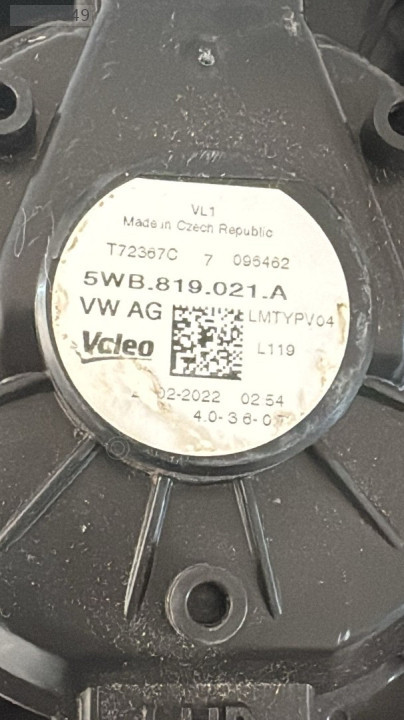 49
VL1
Made in Czech Republic
T72367C 7 096462
5WB.819.021.A
VW AG LMTYPV04
Valeo L119
02-2022 02 54